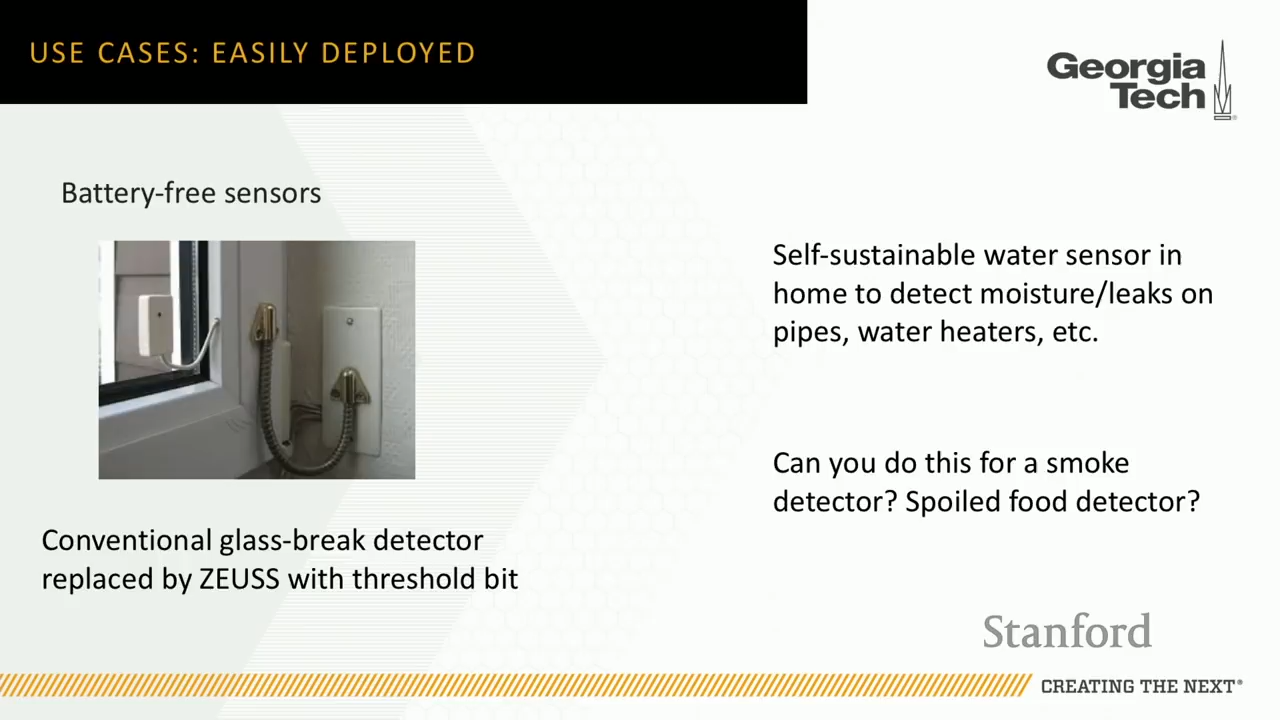 USE CASES: EASILY DEPLOYED
Georgia
Tech
Battery-free sensors
Self-sustainable water sensor in
home to detect moisture/leaks on
pipes, water heaters, etc.
Can you do this for a smoke
detector? Spoiled food detector?
Conventional glass-break detector
replaced by ZEUSS with threshold bit
Stanford
CREATING THE NEXT®